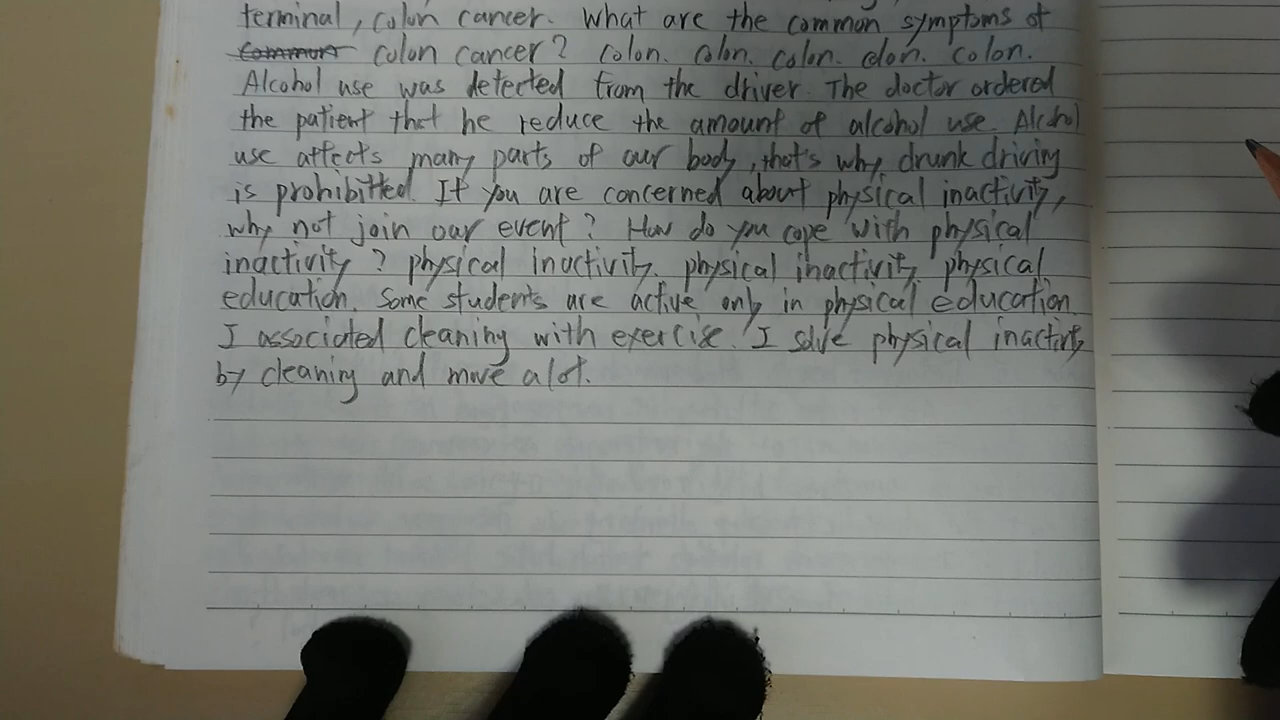 terminal, colon cancer. What are the common symptoms of
common colon cancer? colon. colon. colon. colon. colon.
Alcohol use was detected from the driver. The doctor ordered
the patient that he reduce the amount of alcohol use. Alcohol
use affects many parts of our body, that's why drunk driving
is prohibitted. If you are concerned about physical inactivity,
why not join our event? How do you cope with physical
inactivity? physical inactivity. physical inactivity physical
education. Some students are active only in physical education.
I associated cleaning with exercise. I solve physical inactivity
by cleaning and move a lot.